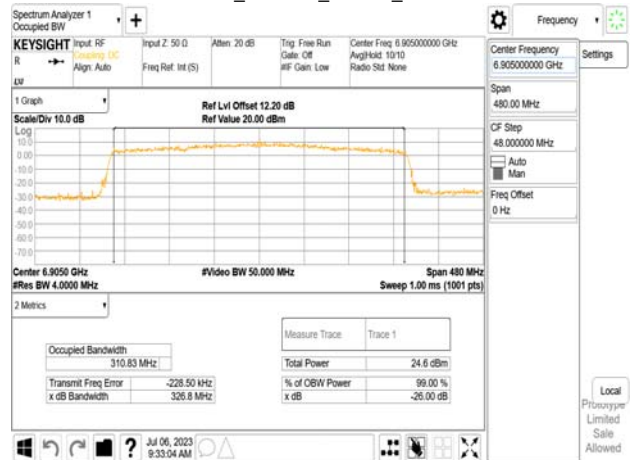 Spectrum Analyzer 1
Occupied BW
Frequency
KEYSIGHT
Input: RF
Coupling: DC
Align: Auto
Input Z: 50 Ω
Freq Ref: Int (S)
Atten: 20 dB
Trig: Free Run
Gate: Off
#IF Gain: Low
Center Freq: 6.905000000 GHz
Avg|Hold: 10/10
Radio Std: None
R
Center Frequency
6.905000000 GHz
Settings
Span
480.00 MHz
CF Step
48.000000 MHz
Auto
Man
Freq Offset
0 Hz
1 Graph
Scale/Div 10.0 dB
Ref Lvl Offset 12.20 dB
Ref Value 20.00 dBm
Log
10.0
0.00
-10.0
-20.0
-30.0
-40.0
-50.0
-60.0
-70.0
Center 6.9050 GHz
#Res BW 4.0000 MHz
#Video BW 50.000 MHz
Span 480 MHz
Sweep 1.00 ms (1001 pts)
2 Metrics
Measure Trace
Trace 1
Occupied Bandwidth
310.83 MHz
Total Power
24.6 dBm
Transmit Freq Error
-228.50 kHz
% of OBW Power
99.00 %
x dB Bandwidth
326.8 MHz
x dB
-26.00 dB
Local
Prototype
Limited
Sale
Allowed
Jul 06, 2023
9:33:04 AM